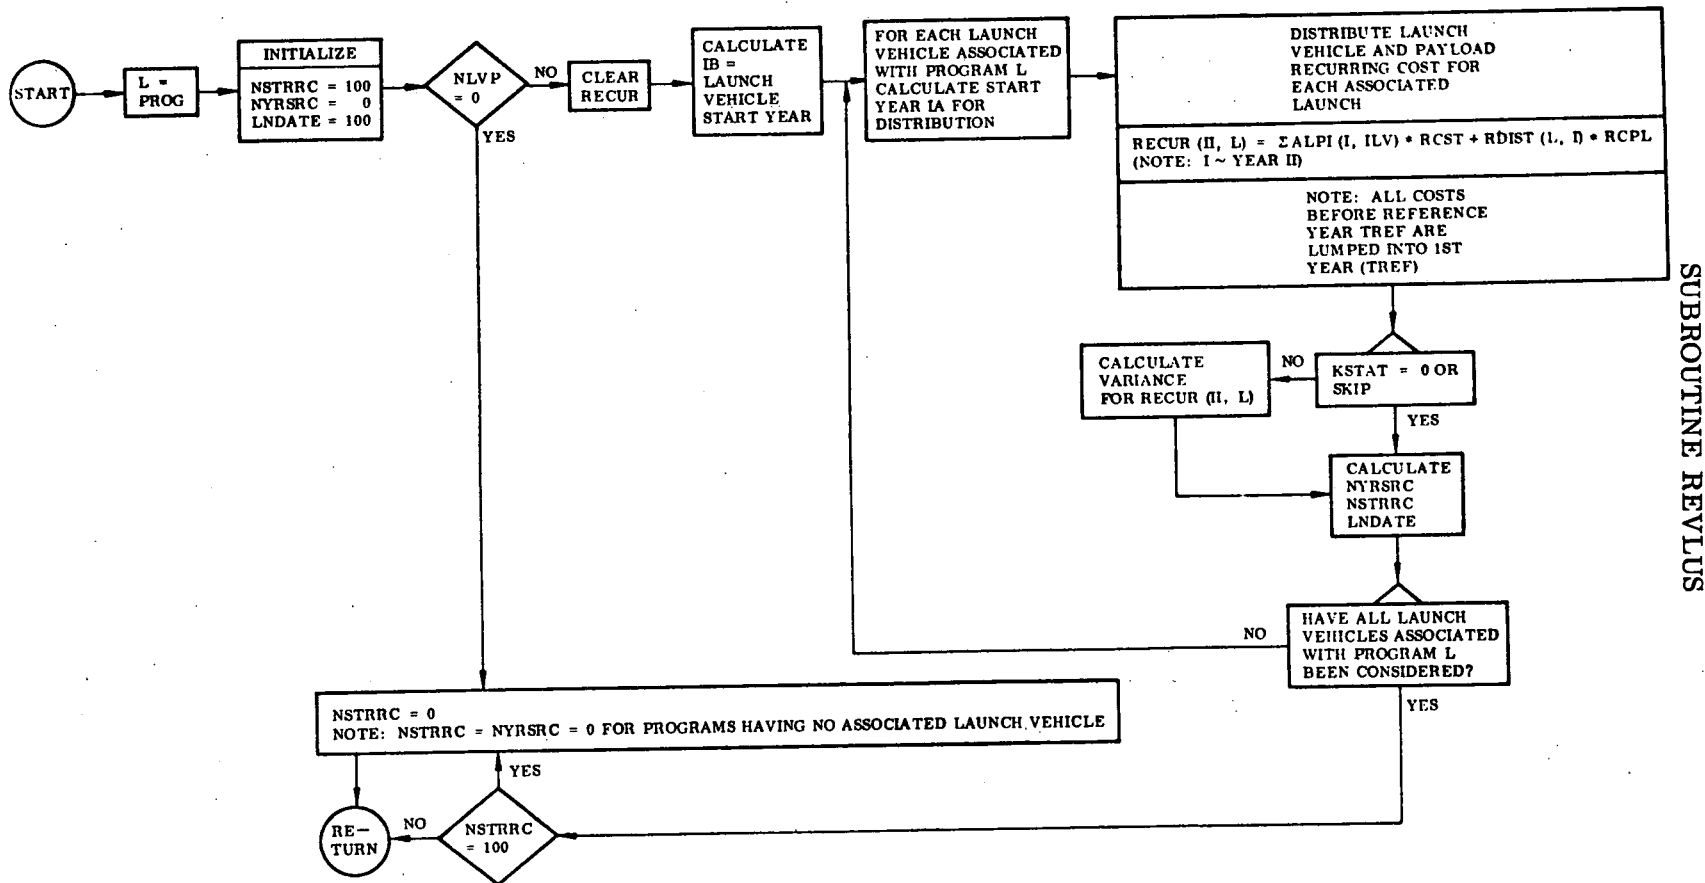 START
L =
PROG
INITIALIZE
NSTRRC = 100
NYRSRC = 0
LNDATE = 100
NLVP
= 0
NO
YES
CLEAR
RECUR
CALCULATE
IB =
LAUNCH
VEHICLE
START YEAR
FOR EACH LAUNCH
VEHICLE ASSOCIATED
WITH PROGRAM L
CALCULATE START
YEAR IA FOR
DISTRIBUTION
DISTRIBUTE LAUNCH
VEHICLE AND PAYLOAD
RECURRING COST FOR
EACH ASSOCIATED
LAUNCH
RECUR (II, L) = ΣALPI (I, ILV) * RCST + RDIST (L, I) * RCPL
(NOTE: I ~ YEAR II)
NOTE: ALL COSTS
BEFORE REFERENCE
YEAR TREF ARE
LUMPED INTO 1ST
YEAR (TREF)
KSTAT = 0 OR
SKIP
NO
YES
CALCULATE
VARIANCE
FOR RECUR (II, L)
CALCULATE
NYRSRC
NSTRRC
LNDATE
HAVE ALL LAUNCH
VEHICLES ASSOCIATED
WITH PROGRAM L
BEEN CONSIDERED?
NO
YES
NSTRRC = 0
NOTE: NSTRRC = NYRSRC = 0 FOR PROGRAMS HAVING NO ASSOCIATED LAUNCH VEHICLE
YES
NSTRRC
= 100
NO
RE-
TURN
SUBROUTINE REVLUS